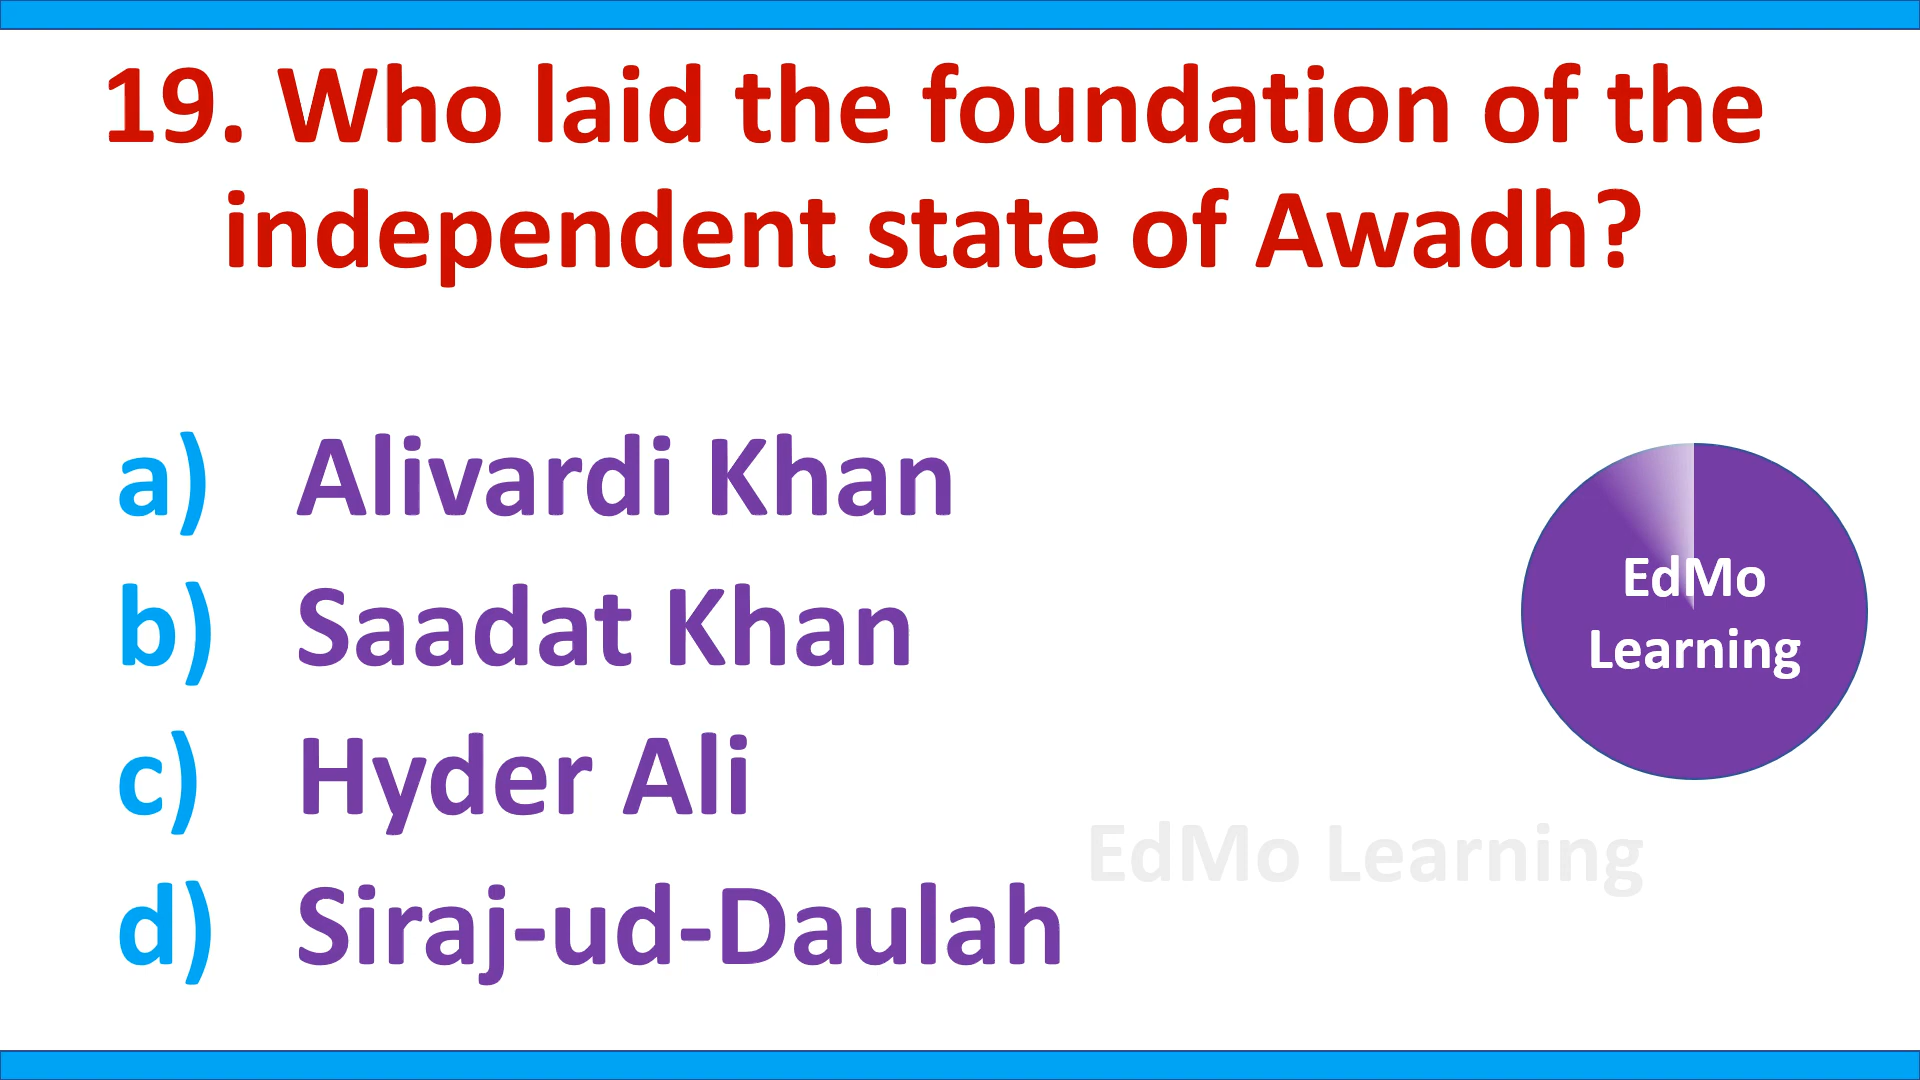 19. Who laid the foundation of the
independent state of Awadh?
a) Alivardi Khan
b) Saadat Khan
c) Hyder Ali
d) Siraj-ud-Daulah
EdMo
Learning
EdMo Learning